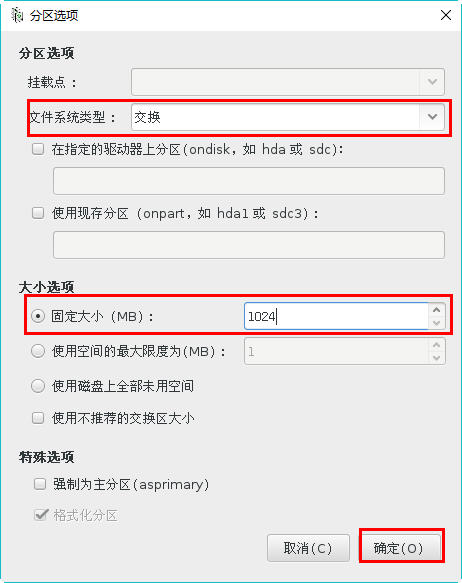 分区选项
分区选项
挂载点：
文件系统类型： 交换
在指定的驱动器上分区(ondisk，如 hda 或 sdc)：
使用现存分区 (onpart，如 hda1 或 sdc3)：
大小选项
固定大小 (MB)： 1024
使用空间的最大限度为(MB)： 1
使用磁盘上全部未用空间
使用不推荐的交换区大小
特殊选项
强制为主分区(asprimary)
格式化分区
取消(C) 确定(O)